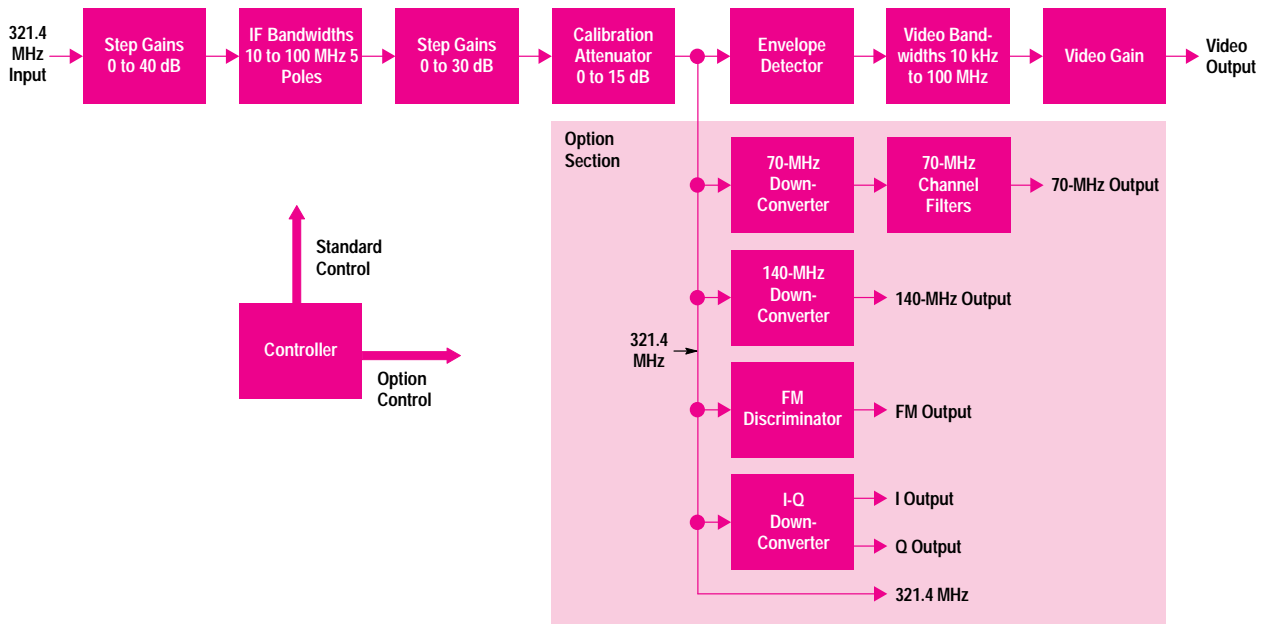 321.4
MHz
Input
Step Gains
0 to 40 dB
IF Bandwidths
10 to 100 MHz 5
Poles
Step Gains
0 to 30 dB
Calibration
Attenuator
0 to 15 dB
Envelope
Detector
Video Band-
widths 10 kHz
to 100 MHz
Video Gain
Video
Output
Option
Section
70-MHz
Down-
Converter
70-MHz
Channel
Filters
70-MHz Output
Standard
Control
140-MHz
Down-
Converter
140-MHz Output
Controller
Option
Control
321.4
MHz
FM
Discriminator
FM Output
I-Q
Down-
Converter
I Output
Q Output
321.4 MHz